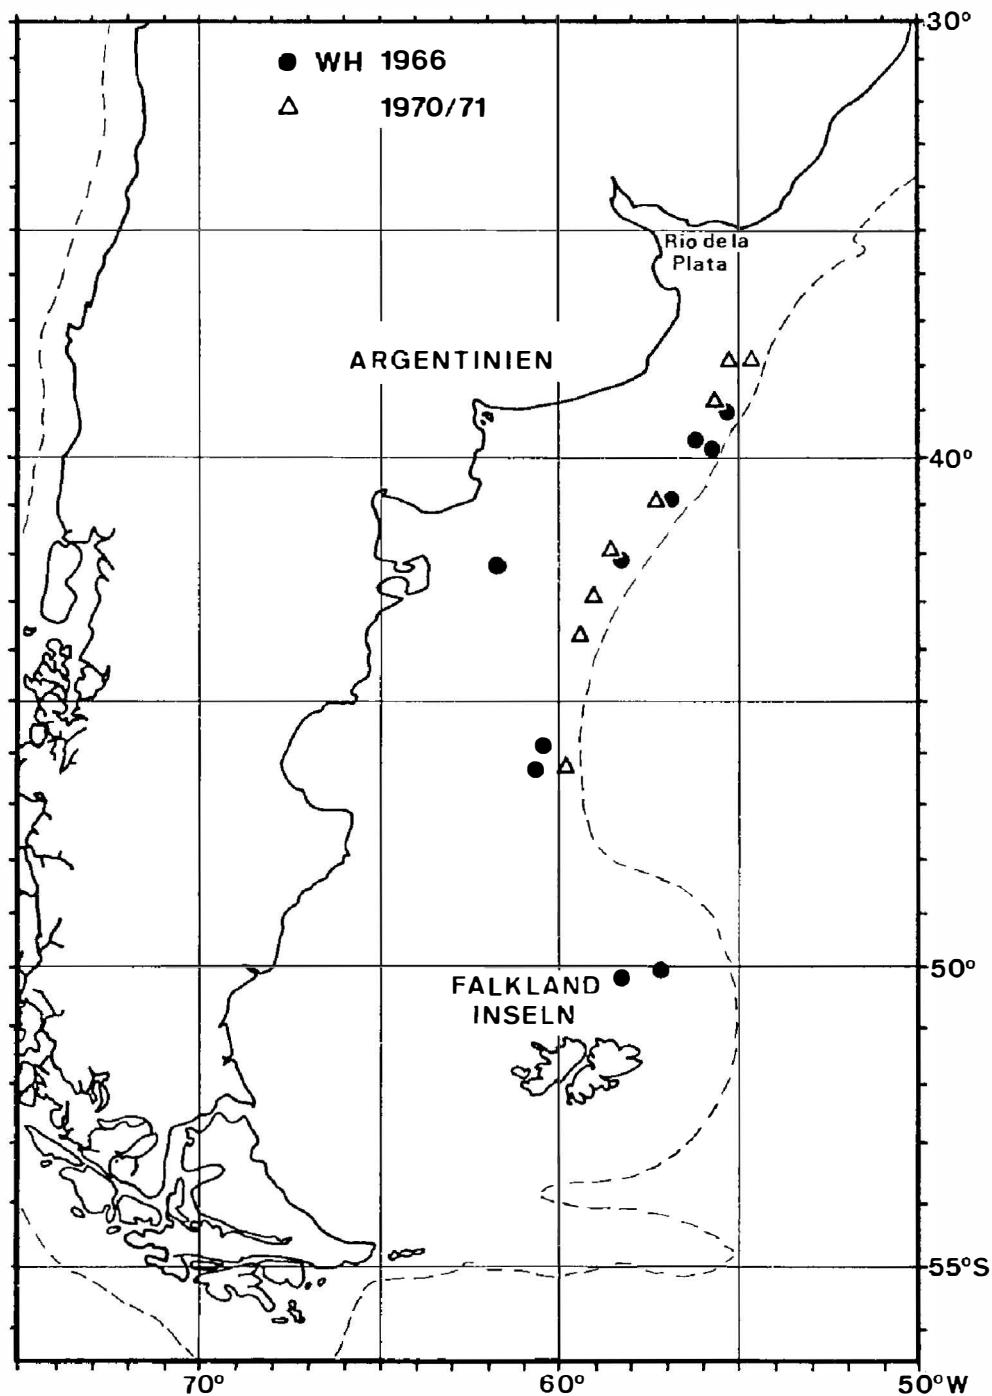 30°
WH 1966
1970/71
Rio de la
Plata
ARGENTINIEN
40°
50°
FALKLAND
INSELN
55°S
70°
60°
50°W